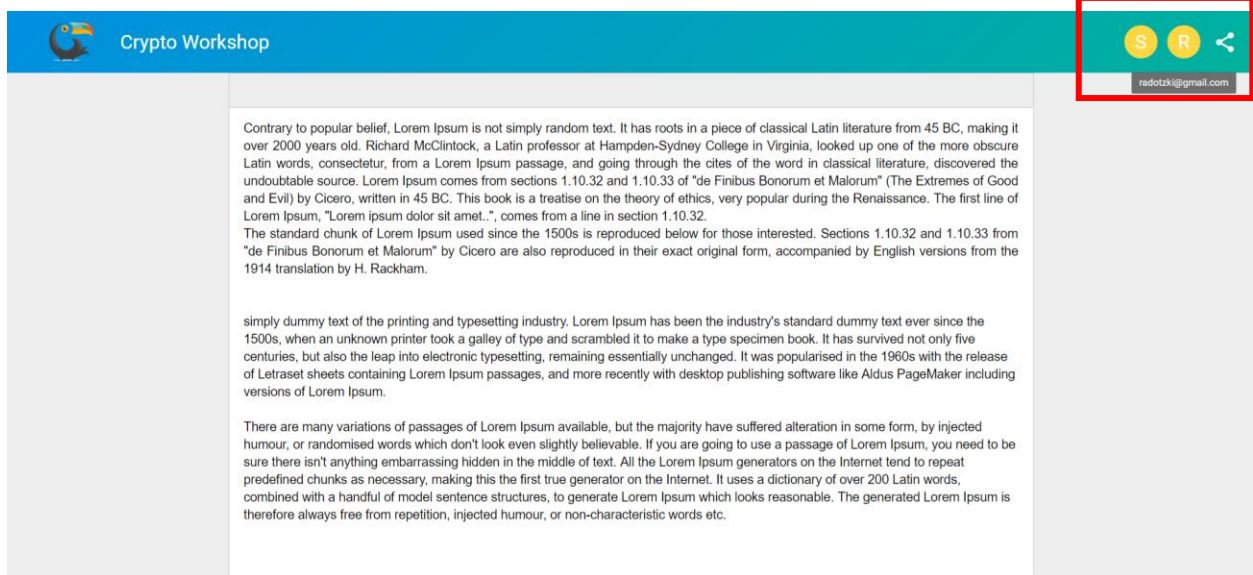 Crypto Workshop
S R
radotzki@gmail.com
Contrary to popular belief, Lorem Ipsum is not simply random text. It has roots in a piece of classical Latin literature from 45 BC, making it
over 2000 years old. Richard McClintock, a Latin professor at Hampden-Sydney College in Virginia, looked up one of the more obscure
Latin words, consectetur, from a Lorem Ipsum passage, and going through the cites of the word in classical literature, discovered the
undoubtable source. Lorem Ipsum comes from sections 1.10.32 and 1.10.33 of "de Finibus Bonorum et Malorum" (The Extremes of Good
and Evil) by Cicero, written in 45 BC. This book is a treatise on the theory of ethics, very popular during the Renaissance. The first line of
Lorem Ipsum, "Lorem ipsum dolor sit amet..", comes from a line in section 1.10.32.
The standard chunk of Lorem Ipsum used since the 1500s is reproduced below for those interested. Sections 1.10.32 and 1.10.33 from
"de Finibus Bonorum et Malorum" by Cicero are also reproduced in their exact original form, accompanied by English versions from the
1914 translation by H. Rackham.
simply dummy text of the printing and typesetting industry. Lorem Ipsum has been the industry's standard dummy text ever since the
1500s, when an unknown printer took a galley of type and scrambled it to make a type specimen book. It has survived not only five
centuries, but also the leap into electronic typesetting, remaining essentially unchanged. It was popularised in the 1960s with the release
of Letraset sheets containing Lorem Ipsum passages, and more recently with desktop publishing software like Aldus PageMaker including
versions of Lorem Ipsum.
There are many variations of passages of Lorem Ipsum available, but the majority have suffered alteration in some form, by injected
humour, or randomised words which don't look even slightly believable. If you are going to use a passage of Lorem Ipsum, you need to be
sure there isn't anything embarrassing hidden in the middle of text. All the Lorem Ipsum generators on the Internet tend to repeat
predefined chunks as necessary, making this the first true generator on the Internet. It uses a dictionary of over 200 Latin words,
combined with a handful of model sentence structures, to generate Lorem Ipsum which looks reasonable. The generated Lorem Ipsum is
therefore always free from repetition, injected humour, or non-characteristic words etc.